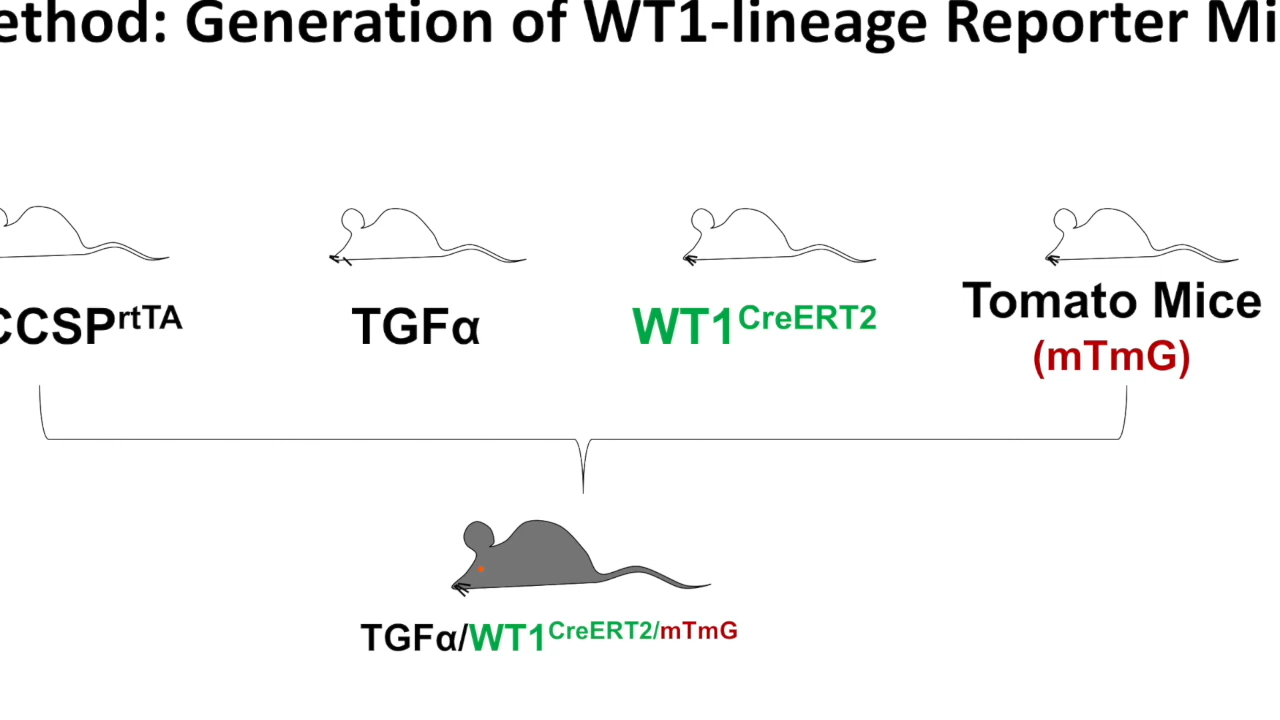 ethod: Generation of WT1-lineage Reporter Mi
CCSPrtTA
TGFα
WT1CreERT2
Tomato Mice
(mTmG)
TGFα/WT1CreERT2/mTmG